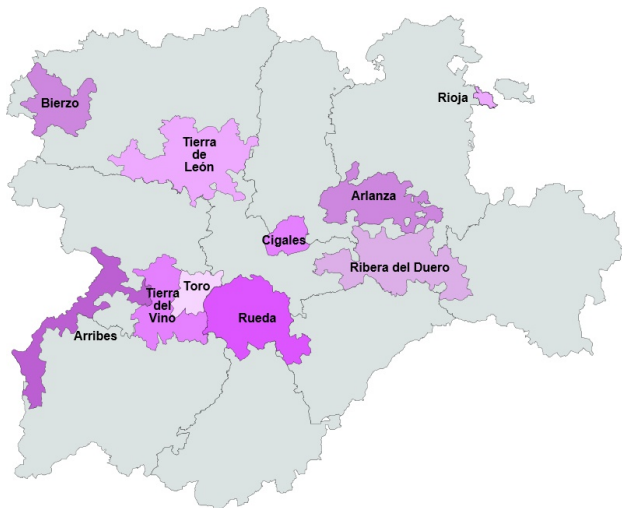 Bierzo
Rioja
Tierra
de
León
Arlanza
Cigales
Ribera del Duero
Toro
Tierra
del
Vino
Rueda
Arribes